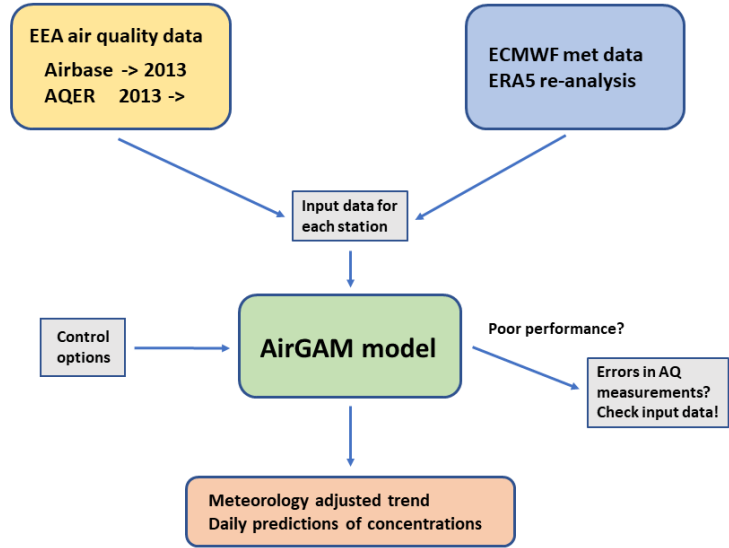 EEA air quality data
Airbase -> 2013
AQER 2013 ->
ECMWF met data
ERA5 re-analysis
Input data for
each station
Control
options
AirGAM model
Poor performance?
Errors in AQ
measurements?
Check input data!
Meteorology adjusted trend
Daily predictions of concentrations